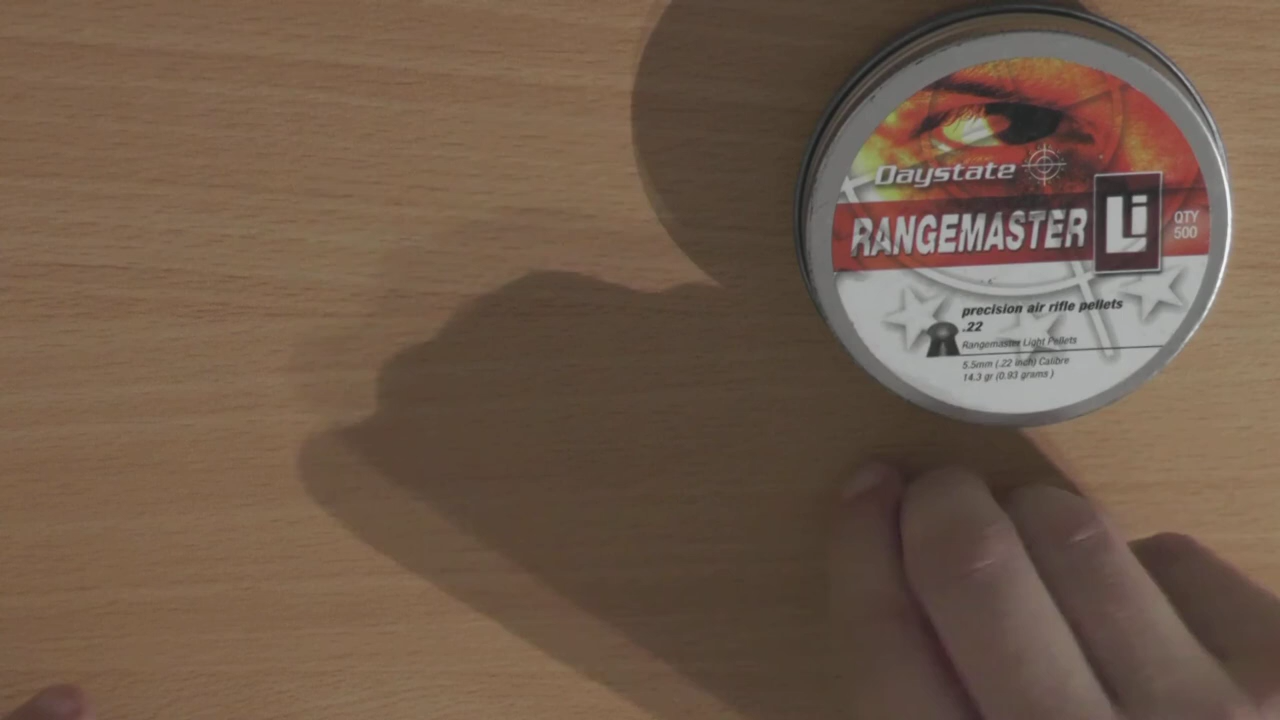 Daystate
RANGEMASTER Li QTY 500
precision air rifle pellets
.22
Rangemaster Light Pellets
5.5mm (.22 inch) Calibre
14.3 gr (0.93 grams )